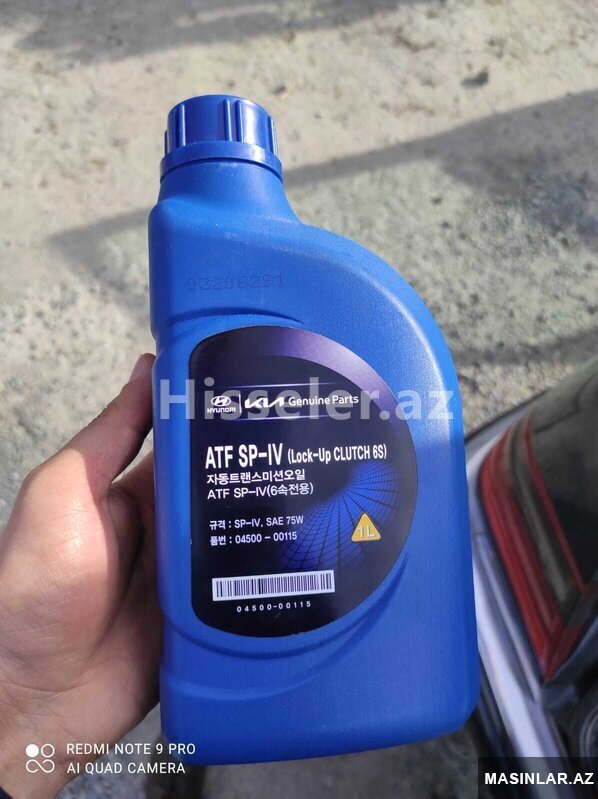 03206291
Hisseler.az
HYUNDAI KIA Genuine Parts
ATF SP-IV (Lock-Up CLUTCH 6S)
자동트랜스미션오일
ATF SP-IV(6속전용)
규격 : SP-IV, SAE 75W
품번 : 04500 - 00115
1L
04500-00115
REDMI NOTE 9 PRO
AI QUAD CAMERA
MASINLAR.AZ